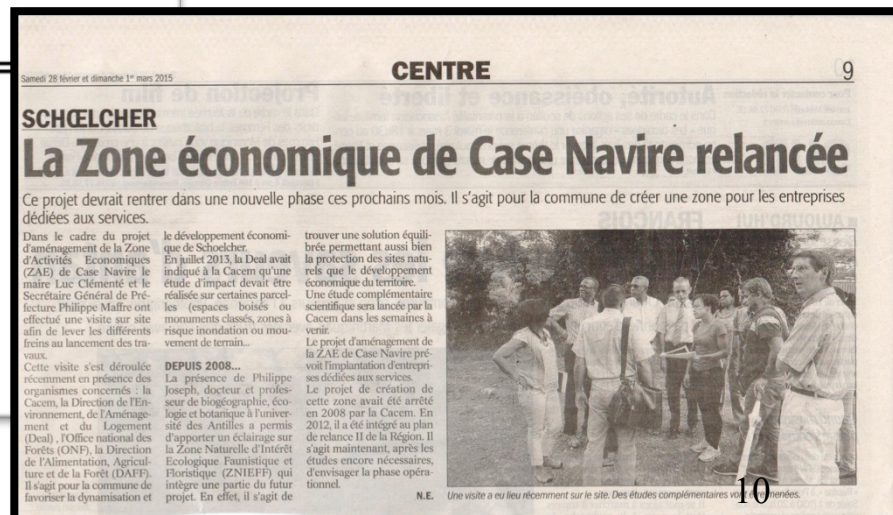 Samedi 28 février et dimanche 1er mars 2015
CENTRE
9
SCHŒLCHER
La Zone économique de Case Navire relancée
Ce projet devrait rentrer dans une nouvelle phase ces prochains mois. Il s'agit pour la commune de créer une zone pour les entreprises
dédiées aux services.
Dans le cadre du projet
d'aménagement de la Zone
d'Activités Economiques
(ZAE) de Case Navire le
maire Luc Clémenté et le
Secrétaire Général de Pré-
fecture Philippe Maffre ont
effectué une visite sur site
afin de lever les différents
freins au lancement des tra-
vaux.
Cette visite s'est déroulée
récemment en présence des
organismes concernés : la
Cacem, la Direction de l'En-
vironnement, de l'Aménage-
ment et du Logement
(Deal) , l'Office national des
Forêts (ONF), la Direction
de l'Alimentation, Agricul-
ture et de la Forêt (DAFF).
Il s'agit pour la commune de
favoriser la dynamisation et
le développement économi-
que de Schoelcher.
En juillet 2013, la Deal avait
indiqué à la Cacem qu'une
étude d'impact devait être
réalisée sur certaines parcel-
les (espaces boisés ou
monuments classés, zones à
risque inondation ou mou-
vement de terrain...
DEPUIS 2008...
La présence de Philippe
Joseph, docteur et profes-
seur de biogéographie, éco-
logie et botanique à l'univer-
sité des Antilles a permis
d'apporter un éclairage sur
la Zone Naturelle d'Intérêt
Ecologique Faunistique et
Floristique (ZNIEFF) qui
intègre une partie du futur
projet. En effet, il s'agit de
trouver une solution équili-
brée permettant aussi bien
la protection des sites natu-
rels que le développement
économique du territoire.
Une étude complémentaire
scientifique sera lancée par la
Cacem dans les semaines à
venir.
Le projet d'aménagement de
la ZAE de Case Navire pré-
voit l'implantation d'entrepri-
ses dédiées aux services.
Le projet de création de
cette zone avait été arrêté
en 2008 par la Cacem. En
2012, il a été intégré au plan
de relance II de la Région. Il
s'agit maintenant, après les
études encore nécessaires,
d'envisager la phase opéra-
tionnel.
N.E.
Une visite a eu lieu récemment sur le site. Des études complémentaires vont être menées.
10